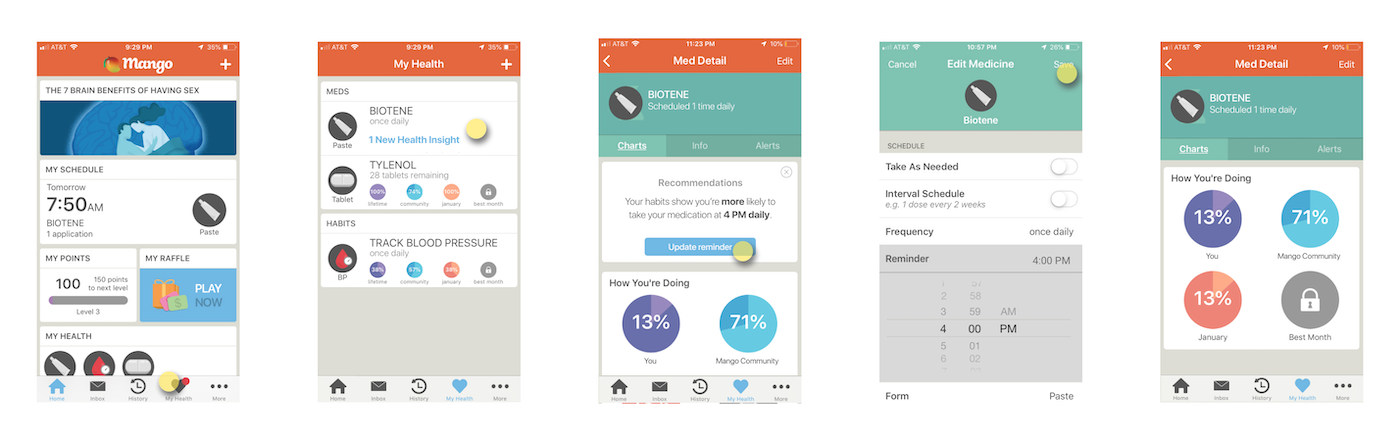 AT&T 9:29 PM 35%
Mango +
THE 7 BRAIN BENEFITS OF HAVING SEX
MY SCHEDULE
Tomorrow
7:50AM
BIOTENE
1 application
Paste
MY POINTS
100
150 points
to next level
Level 3
MY RAFFLE
PLAY
NOW
MY HEALTH
Home Inbox History My Health More
AT&T 9:29 PM 35%
My Health +
MEDS
BIOTENE
once daily
1 New Health Insight
Paste
TYLENOL
28 tablets remaining
Tablet
100% 74% 100%
lifetime community january best month
HABITS
TRACK BLOOD PRESSURE
once daily
BP
38% 57% 38%
lifetime community january best month
Home Inbox History My Health More
AT&T 11:23 PM 10%
Med Detail Edit
BIOTENE
Scheduled 1 time daily
Charts Info Alerts
Recommendations
Your habits show you're more likely to
take your medication at 4 PM daily.
Update reminder
How You're Doing
13% 71%
You Mango Community
Home Inbox History My Health More
AT&T 10:57 PM 26%
Cancel Edit Medicine Save
Biotene
SCHEDULE
Take As Needed
Interval Schedule
e.g. 1 dose every 2 weeks
Frequency once daily
Reminder 4:00 PM
2 58
3 59 AM
4 00 PM
5 01
6 02
Form Paste
AT&T 11:23 PM 10%
Med Detail Edit
BIOTENE
Scheduled 1 time daily
Charts Info Alerts
How You're Doing
13% 71%
You Mango Community
13%
January Best Month
Home Inbox History My Health More